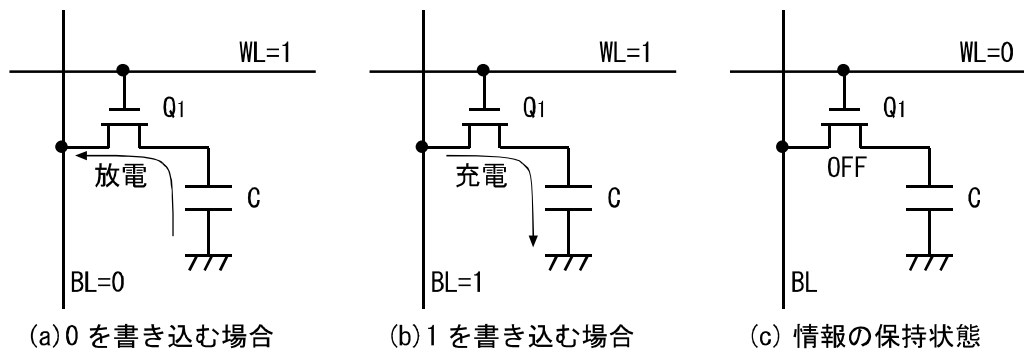 WL=1
Q1
放電
C
BL=0
(a)0 を書き込む場合
WL=1
Q1
充電
C
BL=1
(b)1 を書き込む場合
WL=0
Q1
OFF
C
BL
(c) 情報の保持状態